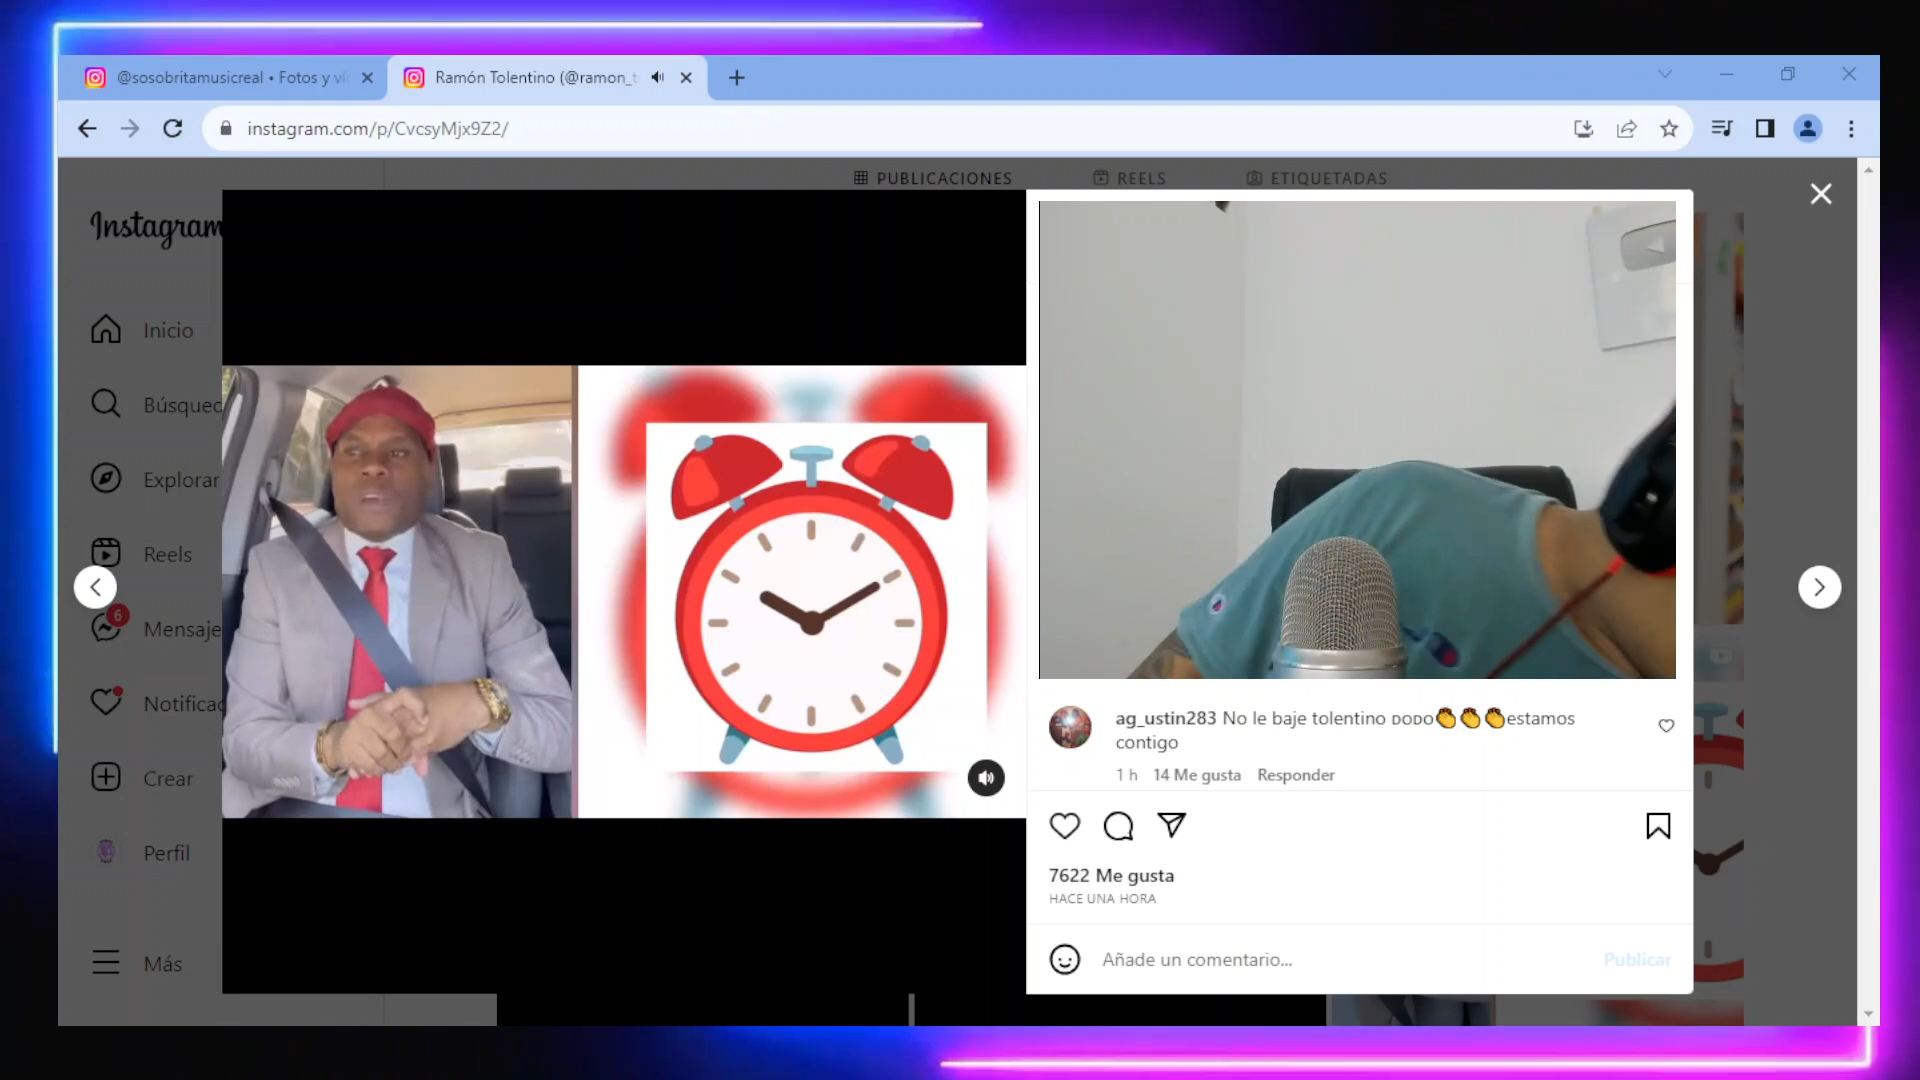 @sosobritamusicreal • Fotos y ví
Ramón Tolentino (@ramon_t
instagram.com/p/CvcsyMjx9Z2/
PUBLICACIONES
REELS
ETIQUETADAS
Instagram
Inicio
Búsqued
Explorar
Reels
6
Mensaje
Notificac
Crear
Perfil
Más
ag_ustin283 No le baje tolentino popo👏👏👏estamos
contigo
1 h 14 Me gusta Responder
7622 Me gusta
HACE UNA HORA
Añade un comentario...
Publicar